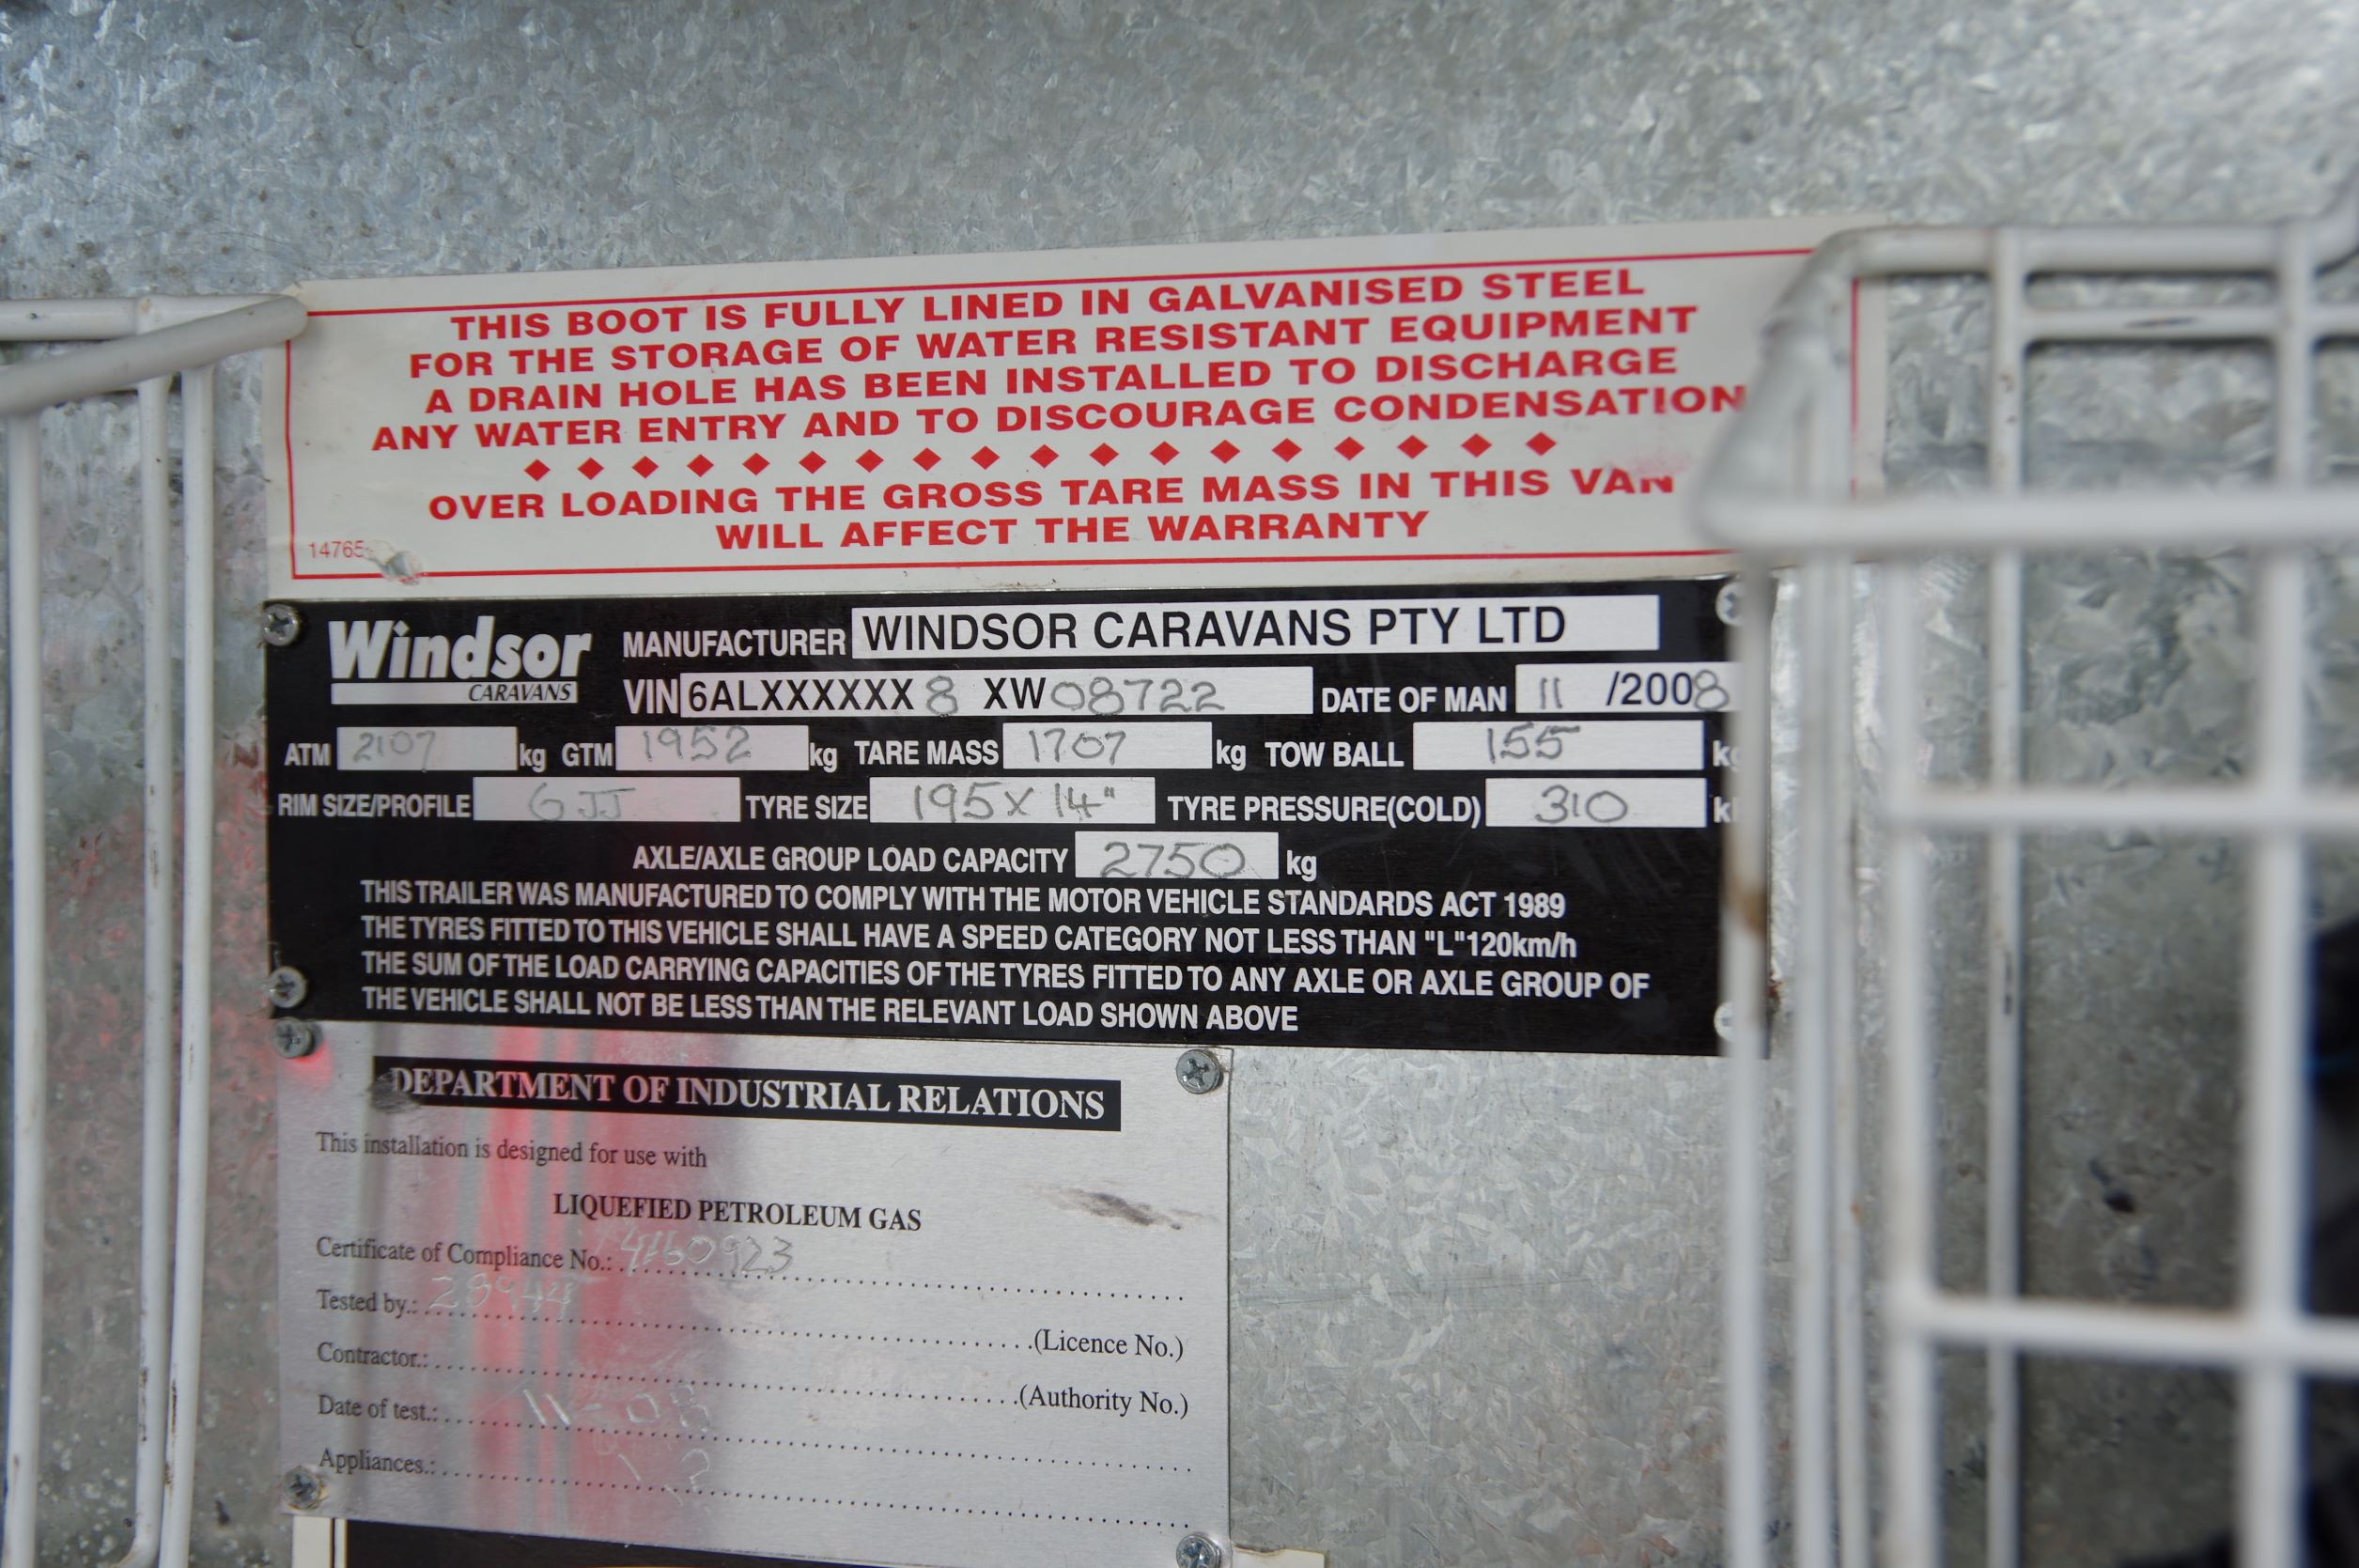 THIS BOOT IS FULLY LINED IN GALVANISED STEEL
FOR THE STORAGE OF WATER RESISTANT EQUIPMENT
A DRAIN HOLE HAS BEEN INSTALLED TO DISCHARGE
ANY WATER ENTRY AND TO DISCOURAGE CONDENSATION
OVER LOADING THE GROSS TARE MASS IN THIS VAN
WILL AFFECT THE WARRANTY
14765
Windsor CARAVANS
MANUFACTURER WINDSOR CARAVANS PTY LTD
VIN 6ALXXXXXX 8 XW 08722 DATE OF MAN 11 /2008
ATM 2107 kg GTM 1952 kg TARE MASS 1707 kg TOW BALL 155 kg
RIM SIZE/PROFILE 6JJ TYRE SIZE 195 X 14" TYRE PRESSURE(COLD) 310
AXLE/AXLE GROUP LOAD CAPACITY 2750 kg
THIS TRAILER WAS MANUFACTURED TO COMPLY WITH THE MOTOR VEHICLE STANDARDS ACT 1989
THE TYRES FITTED TO THIS VEHICLE SHALL HAVE A SPEED CATEGORY NOT LESS THAN "L"120km/h
THE SUM OF THE LOAD CARRYING CAPACITIES OF THE TYRES FITTED TO ANY AXLE OR AXLE GROUP OF
THE VEHICLE SHALL NOT BE LESS THAN THE RELEVANT LOAD SHOWN ABOVE
DEPARTMENT OF INDUSTRIAL RELATIONS
This installation is designed for use with
LIQUEFIED PETROLEUM GAS
Certificate of Compliance No.:
Tested by.: 28944 (Licence No.)
Contractor.: (Authority No.)
Date of test.: 11-08
Appliances.: